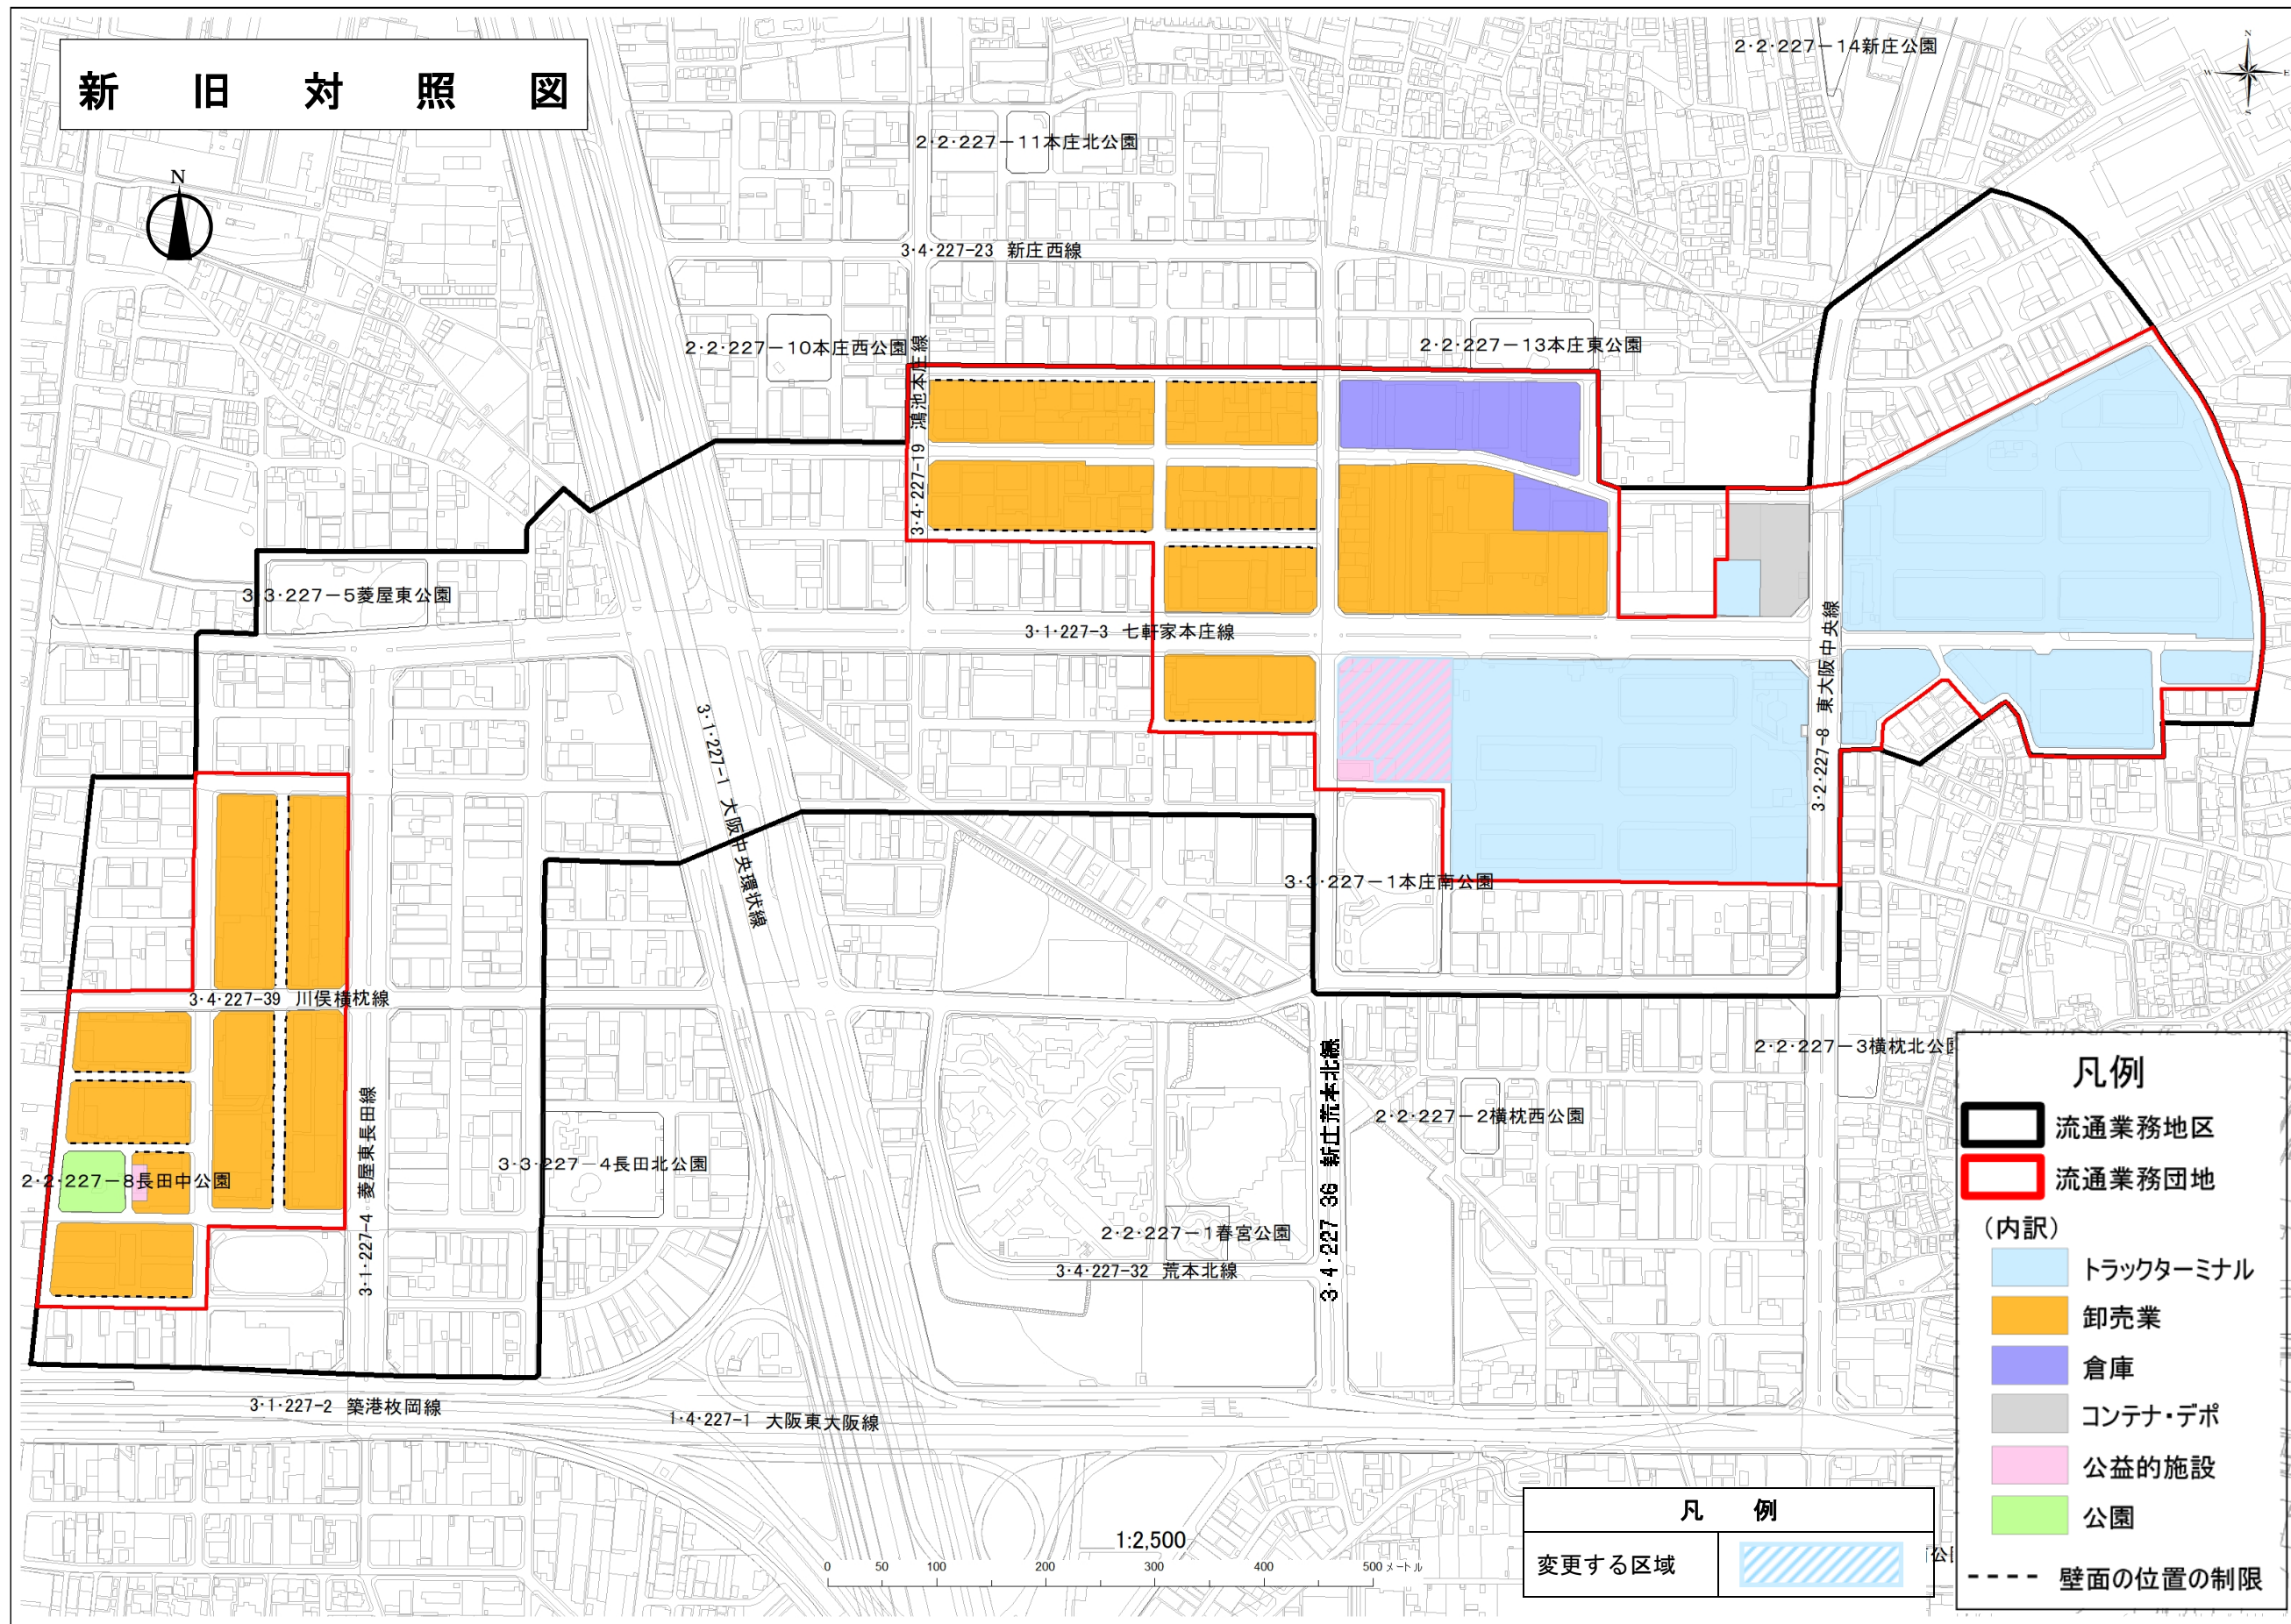 新旧対照図
N
N
W
E
S
2・2・227－14新庄公園
2・2・227－11本庄北公園
3・4・227-23 新庄西線
2・2・227－10本庄西公園
2・2・227－13本庄東公園
3・4・227-19 鴻池本庄線
3・3・227－5菱屋東公園
3・1・227-3 七軒家本庄線
3・2・227-8 東大阪中央線
3・1・227-1 大阪中央環状線
3・3・227－1本庄南公園
3・4・227-39 川俣横枕線
2・2・227－3横枕北公園
3・4・227-36 新庄荒本北線
2・2・227－2横枕西公園
3・1・227-4 菱屋東長田線
3・3・227－4長田北公園
2・2・227－8長田中公園
2・2・227－1春宮公園
3・4・227-32 荒本北線
3・1・227-2 築港枚岡線
1・4・227-1 大阪東大阪線
1:2,500
0 50 100 200 300 400 500 メートル
凡例
流通業務地区
流通業務団地
（内訳）
トラックターミナル
卸売業
倉庫
コンテナ・デポ
公益的施設
公園
壁面の位置の制限
凡例
変更する区域